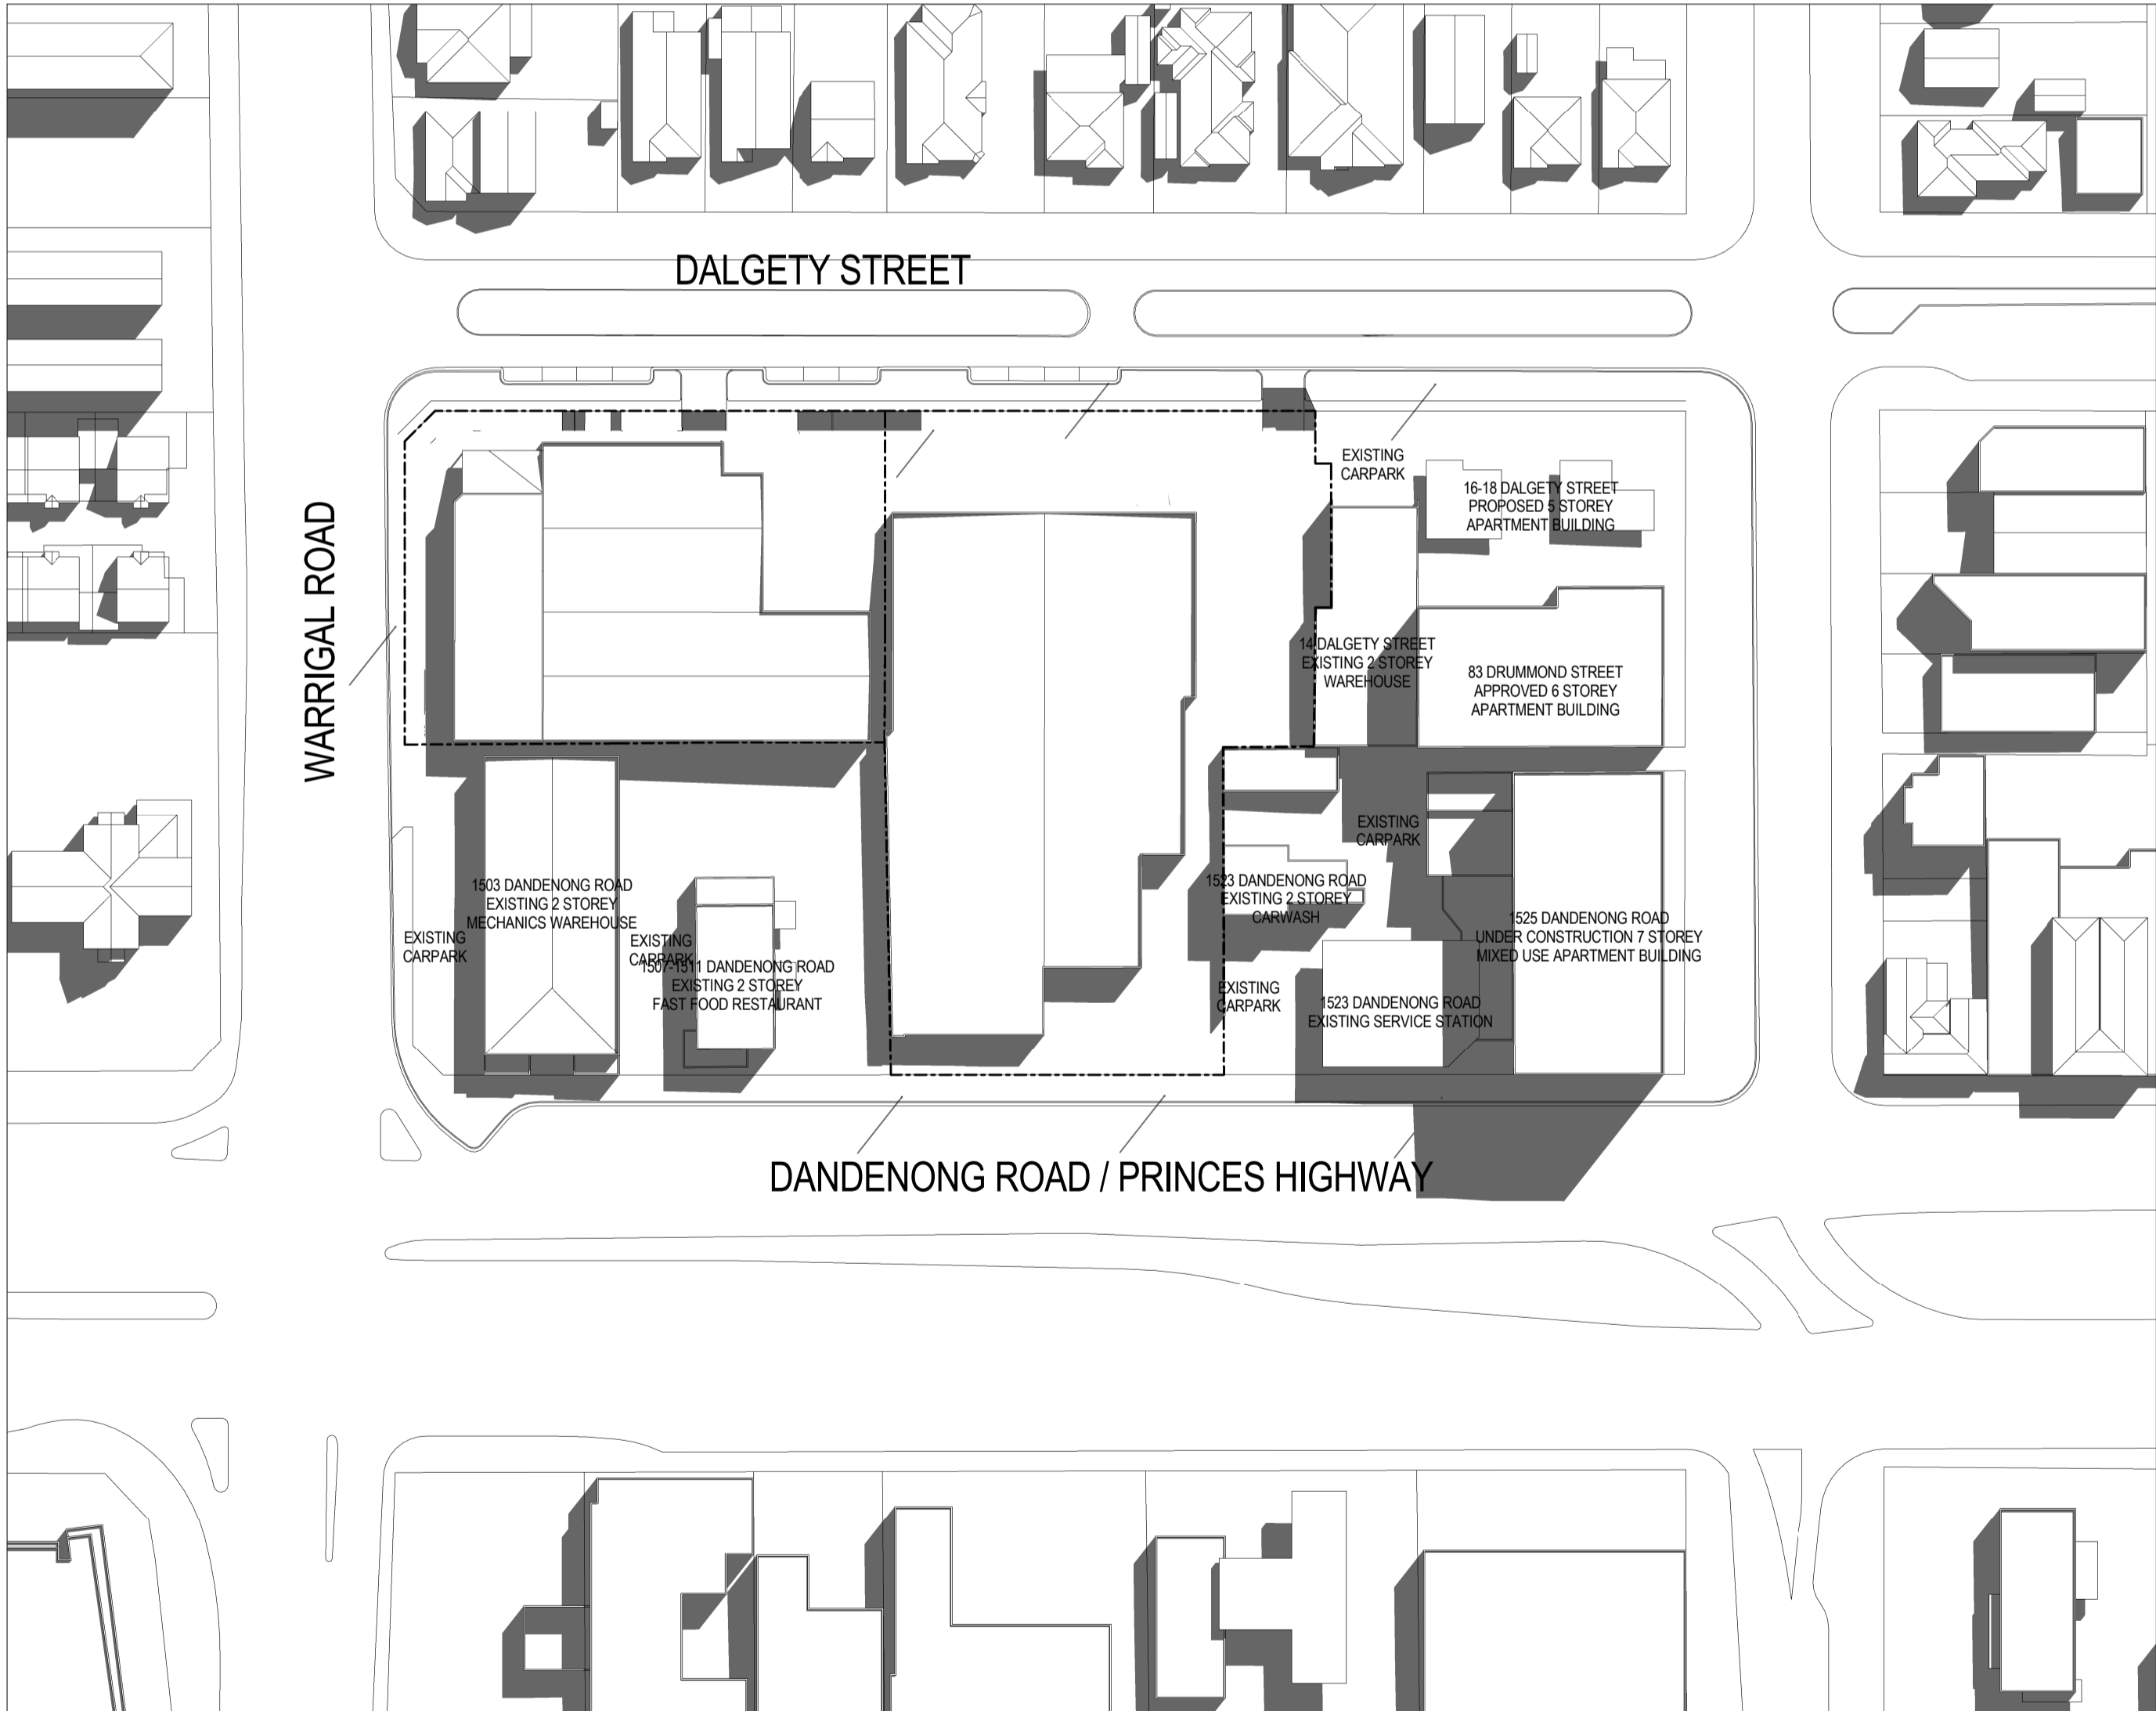 DALGETY STREET
WARRIGAL ROAD
EXISTING
CARPARK
16-18 DALGETY STREET
PROPOSED 5 STOREY
APARTMENT BUILDING
14 DALGETY STREET
EXISTING 2 STOREY
WAREHOUSE
83 DRUMMOND STREET
APPROVED 6 STOREY
APARTMENT BUILDING
EXISTING
CARPARK
1503 DANDENONG ROAD
EXISTING 2 STOREY
MECHANICS WAREHOUSE
EXISTING
CARPARK
EXISTING
CARPARK
1507-1511 DANDENONG ROAD
EXISTING 2 STOREY
FAST FOOD RESTAURANT
1523 DANDENONG ROAD
EXISTING 2 STOREY
CARWASH
EXISTING
CARPARK
1523 DANDENONG ROAD
EXISTING SERVICE STATION
1525 DANDENONG ROAD
UNDER CONSTRUCTION 7 STOREY
MIXED USE APARTMENT BUILDING
DANDENONG ROAD / PRINCES HIGHWAY